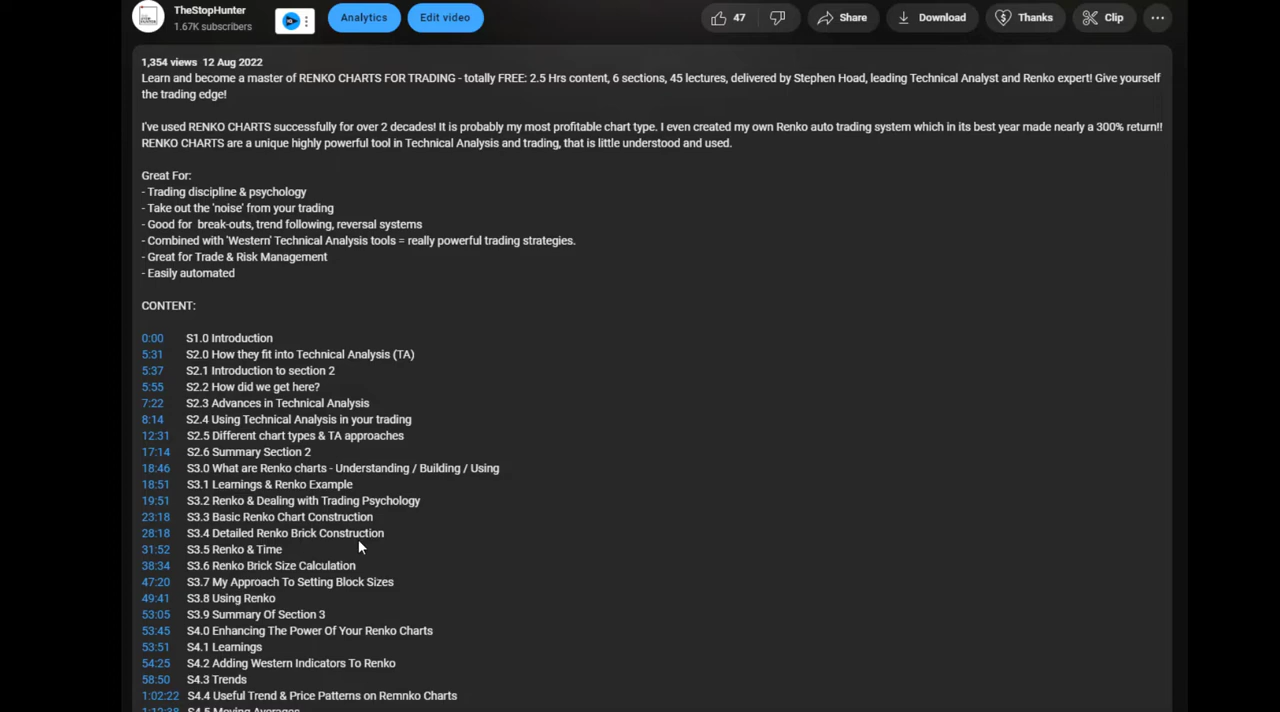 TheStopHunter
1.67K subscribers
Analytics
Edit video
47
Share
Download
Thanks
Clip
1,354 views 12 Aug 2022
Learn and become a master of RENKO CHARTS FOR TRADING - totally FREE: 2.5 Hrs content, 6 sections, 45 lectures, delivered by Stephen Hoad, leading Technical Analyst and Renko expert! Give yourself
the trading edge!
I've used RENKO CHARTS successfully for over 2 decades! It is probably my most profitable chart type. I even created my own Renko auto trading system which in its best year made nearly a 300% return!!
RENKO CHARTS are a unique highly powerful tool in Technical Analysis and trading, that is little understood and used.
Great For:
- Trading discipline & psychology
- Take out the 'noise' from your trading
- Good for break-outs, trend following, reversal systems
- Combined with 'Western' Technical Analysis tools = really powerful trading strategies.
- Great for Trade & Risk Management
- Easily automated
CONTENT:
0:00 S1.0 Introduction
5:31 S2.0 How they fit into Technical Analysis (TA)
5:37 S2.1 Introduction to section 2
5:55 S2.2 How did we get here?
7:22 S2.3 Advances in Technical Analysis
8:14 S2.4 Using Technical Analysis in your trading
12:31 S2.5 Different chart types & TA approaches
17:14 S2.6 Summary Section 2
18:46 S3.0 What are Renko charts - Understanding / Building / Using
18:51 S3.1 Learnings & Renko Example
19:51 S3.2 Renko & Dealing with Trading Psychology
23:18 S3.3 Basic Renko Chart Construction
28:18 S3.4 Detailed Renko Brick Construction
31:52 S3.5 Renko & Time
38:34 S3.6 Renko Brick Size Calculation
47:20 S3.7 My Approach To Setting Block Sizes
49:41 S3.8 Using Renko
53:05 S3.9 Summary Of Section 3
53:45 S4.0 Enhancing The Power Of Your Renko Charts
53:51 S4.1 Learnings
54:25 S4.2 Adding Western Indicators To Renko
58:50 S4.3 Trends
1:02:22 S4.4 Useful Trend & Price Patterns on Remnko Charts
1:12:38 S4.5 Moving Averages